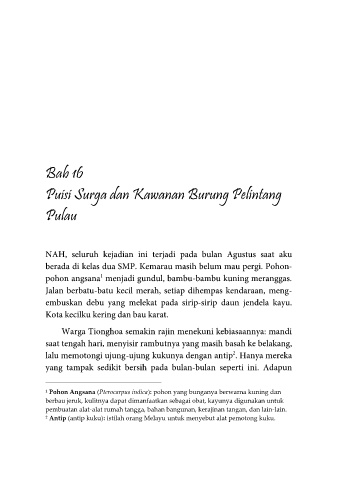 Bab 16
Puisi Surga dan Kawanan Burung Pelintang
Pulau
NAH, seluruh kejadian ini terjadi pada bulan Agustus saat aku
berada di kelas dua SMP. Kemarau masih belum mau pergi. Pohon-
pohon angsana¹ menjadi gundul, bambu-bambu kuning meranggas.
Jalan berbatu-batu kecil merah, setiap dihempas kendaraan, meng-
embuskan debu yang melekat pada sirip-sirip daun jendela kayu.
Kota kecilku kering dan bau karat.
Warga Tionghoa semakin rajin menekuni kebiasaannya: mandi
saat tengah hari, menyisir rambutnya yang masih basah ke belakang,
lalu memotongi ujung-ujung kukunya dengan antip². Hanya mereka
yang tampak sedikit bersih pada bulan-bulan seperti ini. Adapun
¹ Pohon Angsana (Pterocarpus indica): pohon yang bunganya berwarna kuning dan
berbau jeruk, kulitnya dapat dimanfaatkan sebagai obat, kayunya digunakan untuk
pembuatan alat-alat rumah tangga, bahan bangunan, kerajinan tangan, dan lain-lain.
² Antip (antip kuku): istilah orang Melayu untuk menyebut alat pemotong kuku.